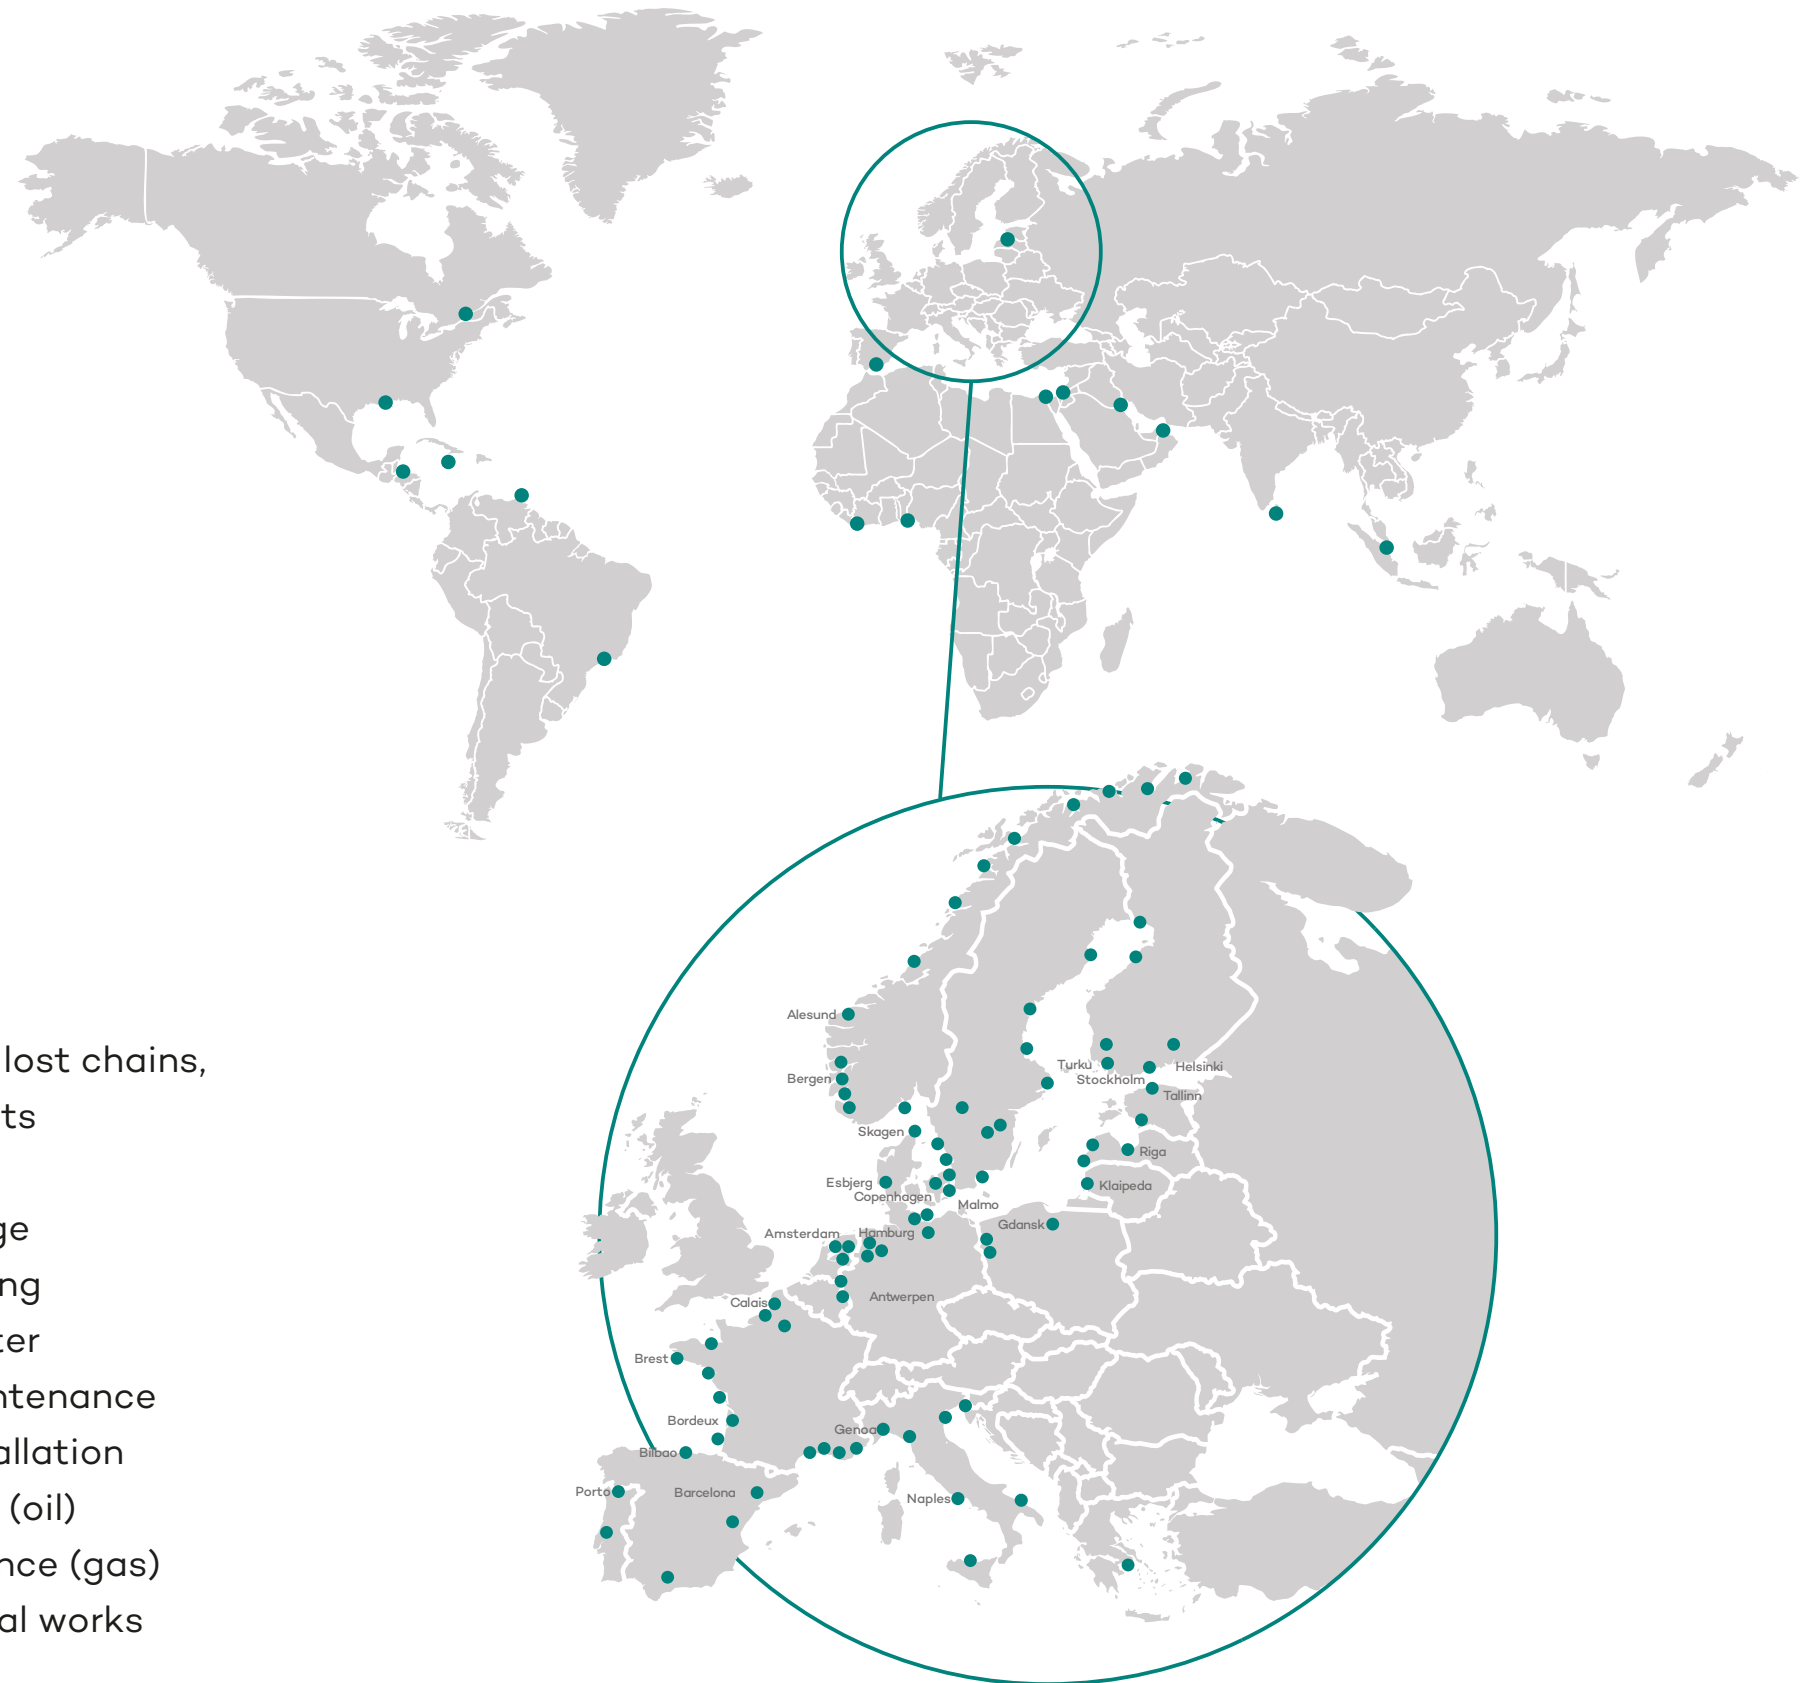 lost chains,
ts
ge
ng
ter
ntenance
allation
(oil)
nce (gas)
al works
Alesund
Bergen
Turku
Helsinki
Stockholm
Tallinn
Skagen
Riga
Esbjerg
Klaipeda
Copenhagen
Malmo
Gdansk
Amsterdam
Hamburg
Antwerpen
Calais
Brest
Bordeux
Genoa
Bilbao
Porto
Barcelona
Naples